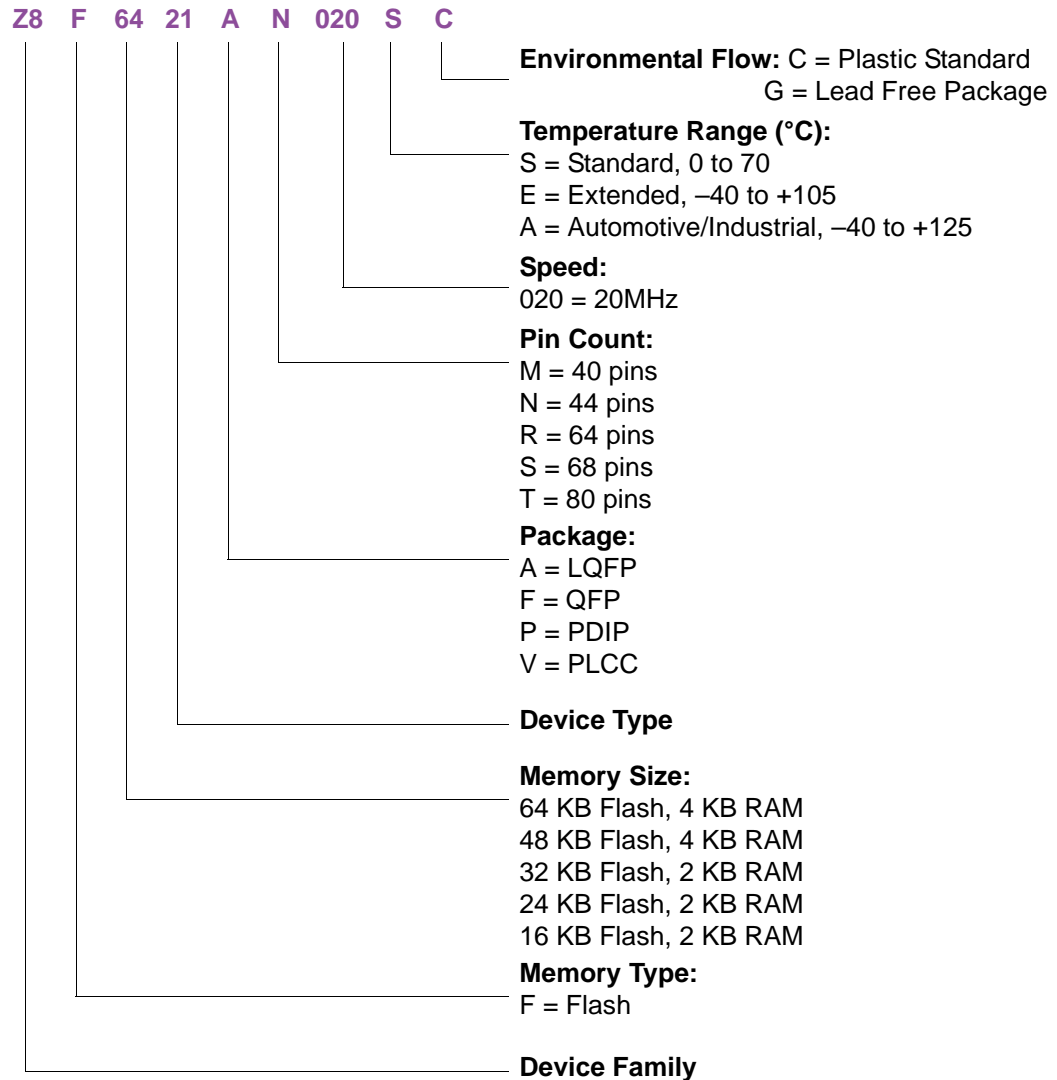 Z8 F 64 21 A N 020 S C
Environmental Flow: C = Plastic Standard
G = Lead Free Package
Temperature Range (°C):
S = Standard, 0 to 70
E = Extended, –40 to +105
A = Automotive/Industrial, –40 to +125
Speed:
020 = 20MHz
Pin Count:
M = 40 pins
N = 44 pins
R = 64 pins
S = 68 pins
T = 80 pins
Package:
A = LQFP
F = QFP
P = PDIP
V = PLCC
Device Type
Memory Size:
64 KB Flash, 4 KB RAM
48 KB Flash, 4 KB RAM
32 KB Flash, 2 KB RAM
24 KB Flash, 2 KB RAM
16 KB Flash, 2 KB RAM
Memory Type:
F = Flash
Device Family